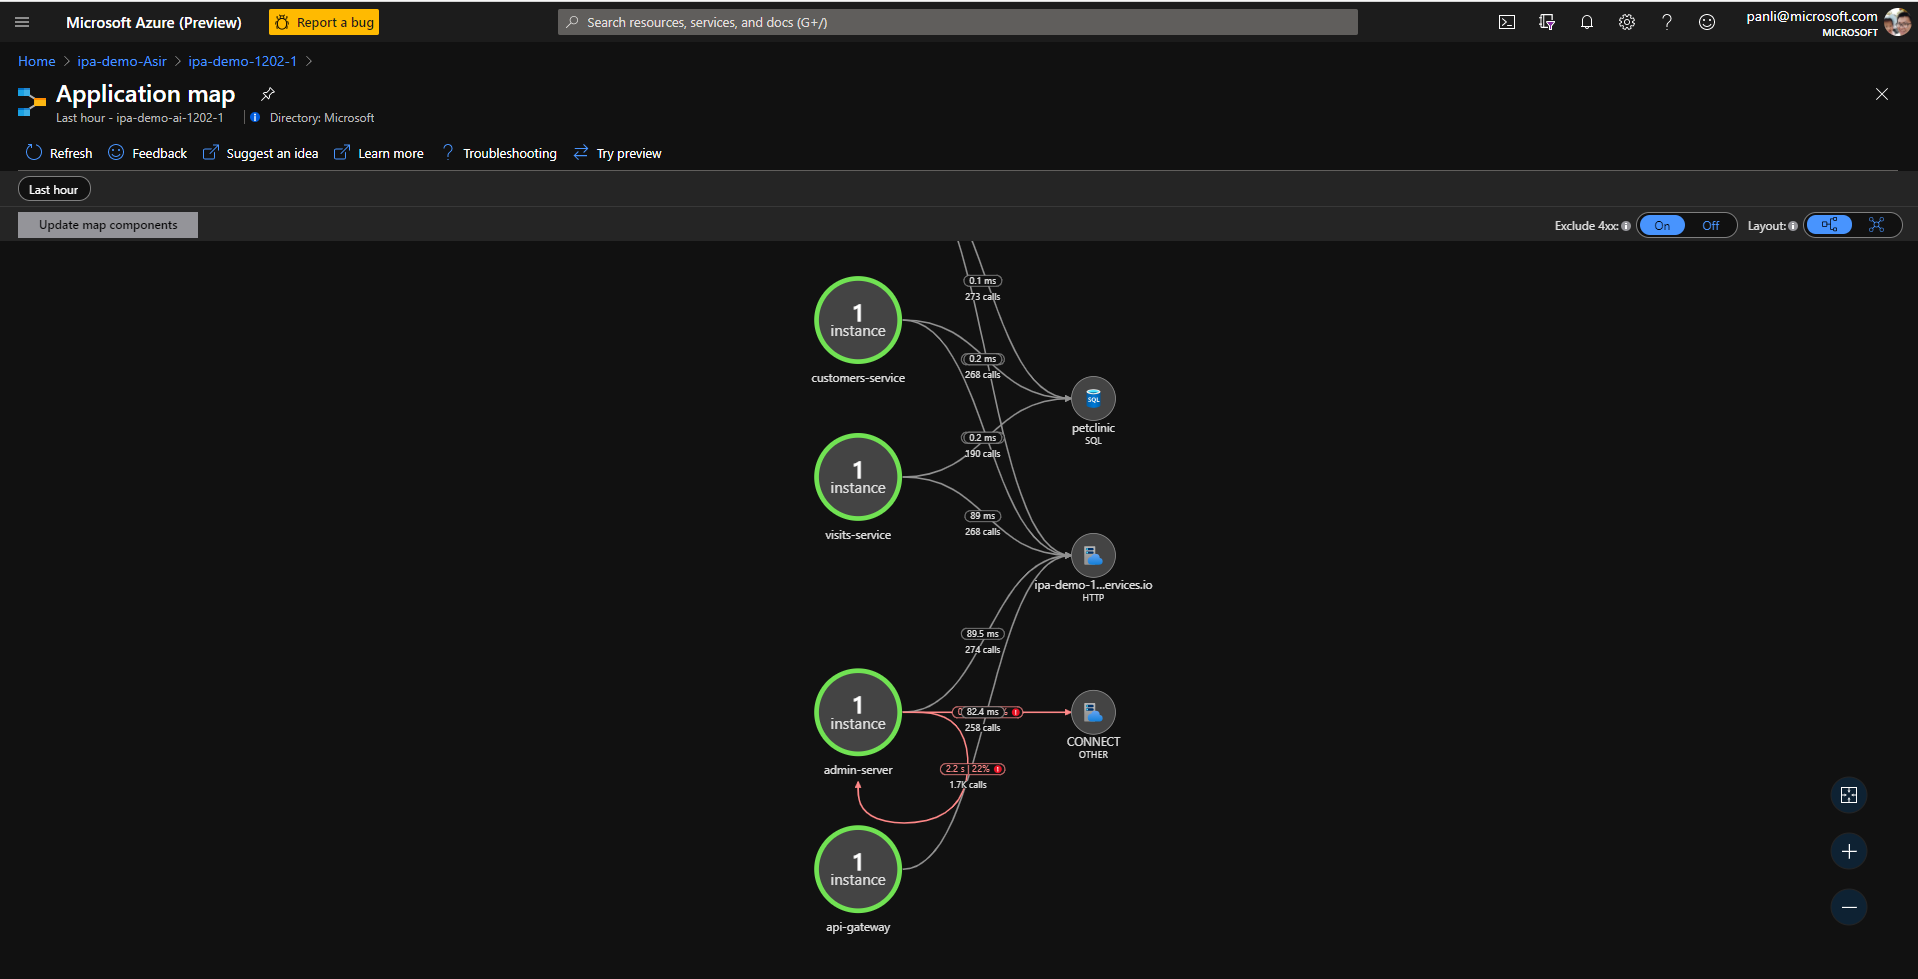 Microsoft Azure (Preview)
Report a bug
Search resources, services, and docs (G+/)
panli@microsoft.com
MICROSOFT
Home > ipa-demo-Asir > ipa-demo-1202-1 >
Application map
Last hour - ipa-demo-ai-1202-1
Directory: Microsoft
Refresh
Feedback
Suggest an idea
Learn more
Troubleshooting
Try preview
Last hour
Update map components
Exclude 4xx:
On
Off
Layout:
0.1 ms
273 calls
1
instance
customers-service
0.2 ms
268 calls
petclinic
SQL
1
instance
visits-service
0.2 ms
190 calls
89 ms
268 calls
ipa-demo-1...ervices.io
HTTP
89.5 ms
274 calls
1
instance
admin-server
82.4 ms
258 calls
CONNECT
OTHER
2.2 s | 22%
1.7K calls
1
instance
api-gateway